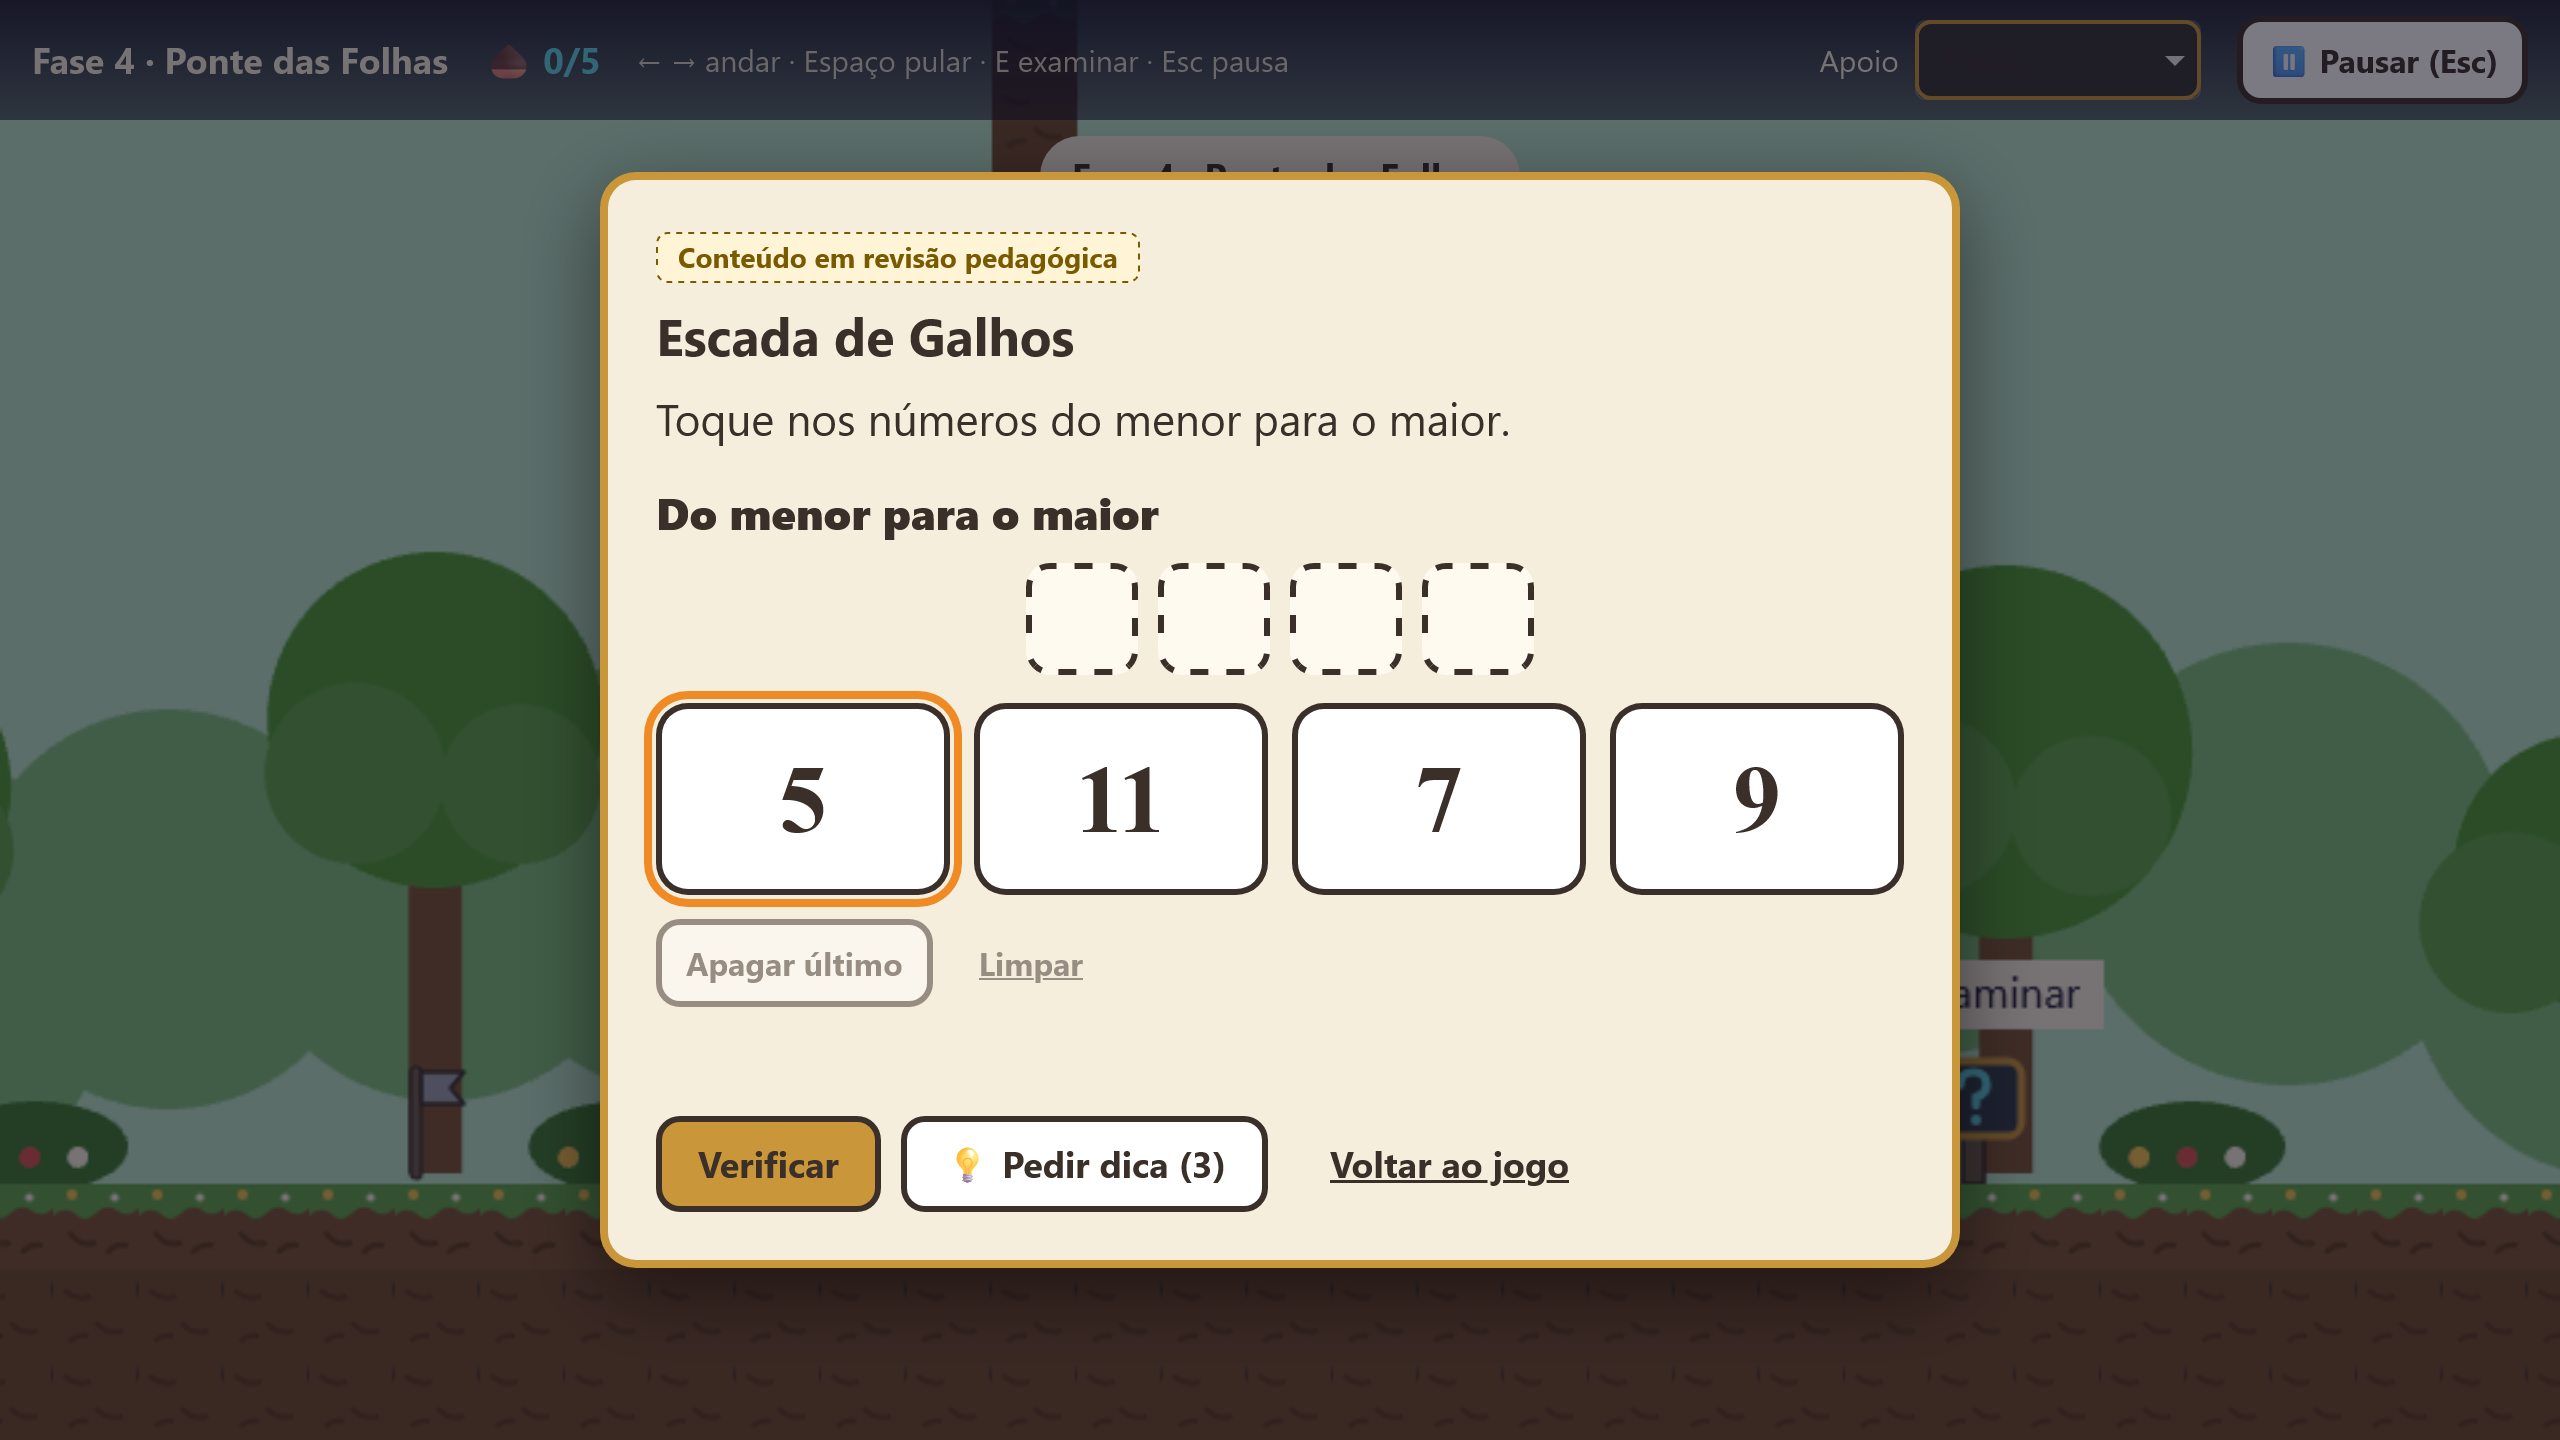 Fase 4 · Ponte das Folhas 0/5 ← → andar · Espaço pular · E examinar · Esc pausa Apoio Pausar (Esc)
Conteúdo em revisão pedagógica
Escada de Galhos
Toque nos números do menor para o maior.
Do menor para o maior
5 11 7 9
Apagar último Limpar
?
Verificar Pedir dica (3) Voltar ao jogo